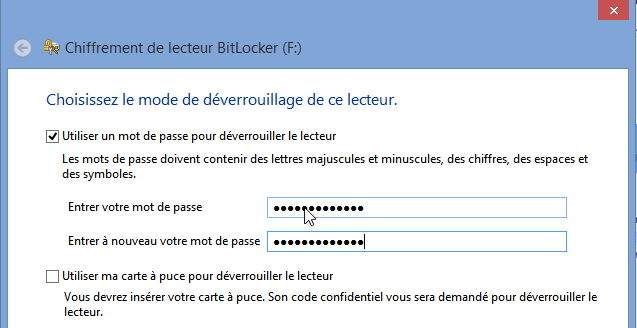 Chiffrement de lecteur BitLocker (F:)
Choisissez le mode de déverrouillage de ce lecteur.
Utiliser un mot de passe pour déverrouiller le lecteur
Les mots de passe doivent contenir des lettres majuscules et minuscules, des chiffres, des espaces et
des symboles.
Entrer votre mot de passe ●●●●●●●●●●●●●
Entrer à nouveau votre mot de passe ●●●●●●●●●●●●●
Utiliser ma carte à puce pour déverrouiller le lecteur
Vous devrez insérer votre carte à puce. Son code confidentiel vous sera demandé pour déverrouiller le
lecteur.